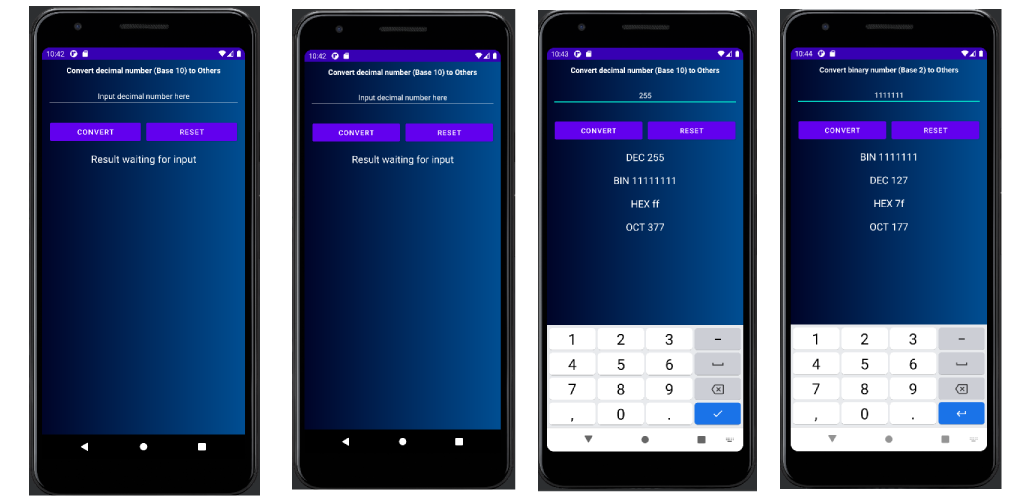 10:42
Convert decimal number (Base 10) to Others
Input decimal number here
CONVERT RESET
Result waiting for input
10:42
Convert decimal number (Base 10) to Others
Input decimal number here
CONVERT RESET
Result waiting for input
10:43
Convert decimal number (Base 10) to Others
255
CONVERT RESET
DEC 255
BIN 11111111
HEX ff
OCT 377
1 2 3 -
4 5 6
7 8 9
, 0 .
10:44
Convert binary number (Base 2) to Others
1111111
CONVERT RESET
BIN 1111111
DEC 127
HEX 7f
OCT 177
1 2 3 -
4 5 6
7 8 9
, 0 .